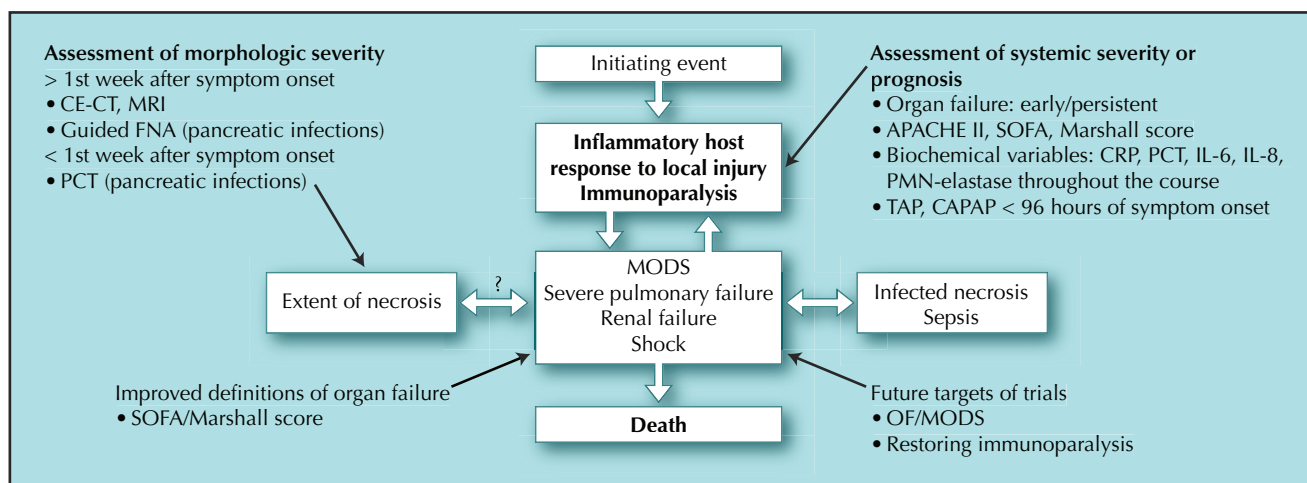 Assessment of morphologic severity
> 1st week after symptom onset
• CE-CT, MRI
• Guided FNA (pancreatic infections)
< 1st week after symptom onset
• PCT (pancreatic infections)
Initiating event
Assessment of systemic severity or
prognosis
• Organ failure: early/persistent
• APACHE II, SOFA, Marshall score
• Biochemical variables: CRP, PCT, IL-6, IL-8,
PMN-elastase throughout the course
• TAP, CAPAP < 96 hours of symptom onset
Inflammatory host
response to local injury
Immunoparalysis
Extent of necrosis
?
MODS
Severe pulmonary failure
Renal failure
Shock
Infected necrosis
Sepsis
Improved definitions of organ failure
• SOFA/Marshall score
Death
Future targets of trials
• OF/MODS
• Restoring immunoparalysis